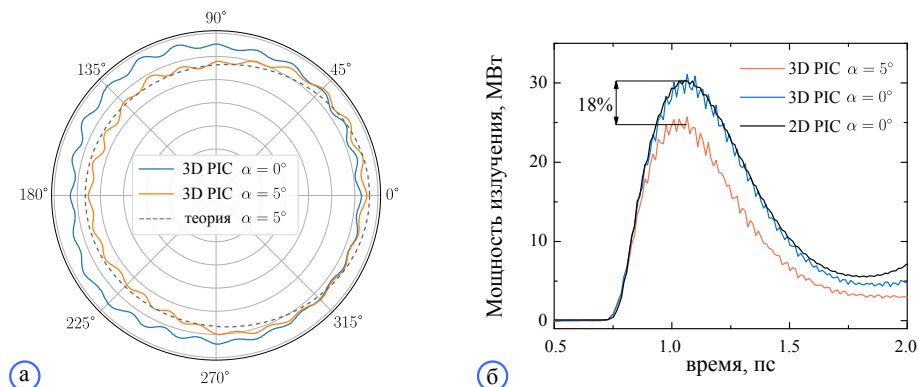 90°
135°
45°
3D PIC α = 0°
3D PIC α = 5°
теория α = 5°
180°
0°
225°
315°
270°
а
Мощность излучения, МВт
30
20
10
0
18%
3D PIC α = 5°
3D PIC α = 0°
2D PIC α = 0°
0.5
1.0
1.5
2.0
время, пс
б